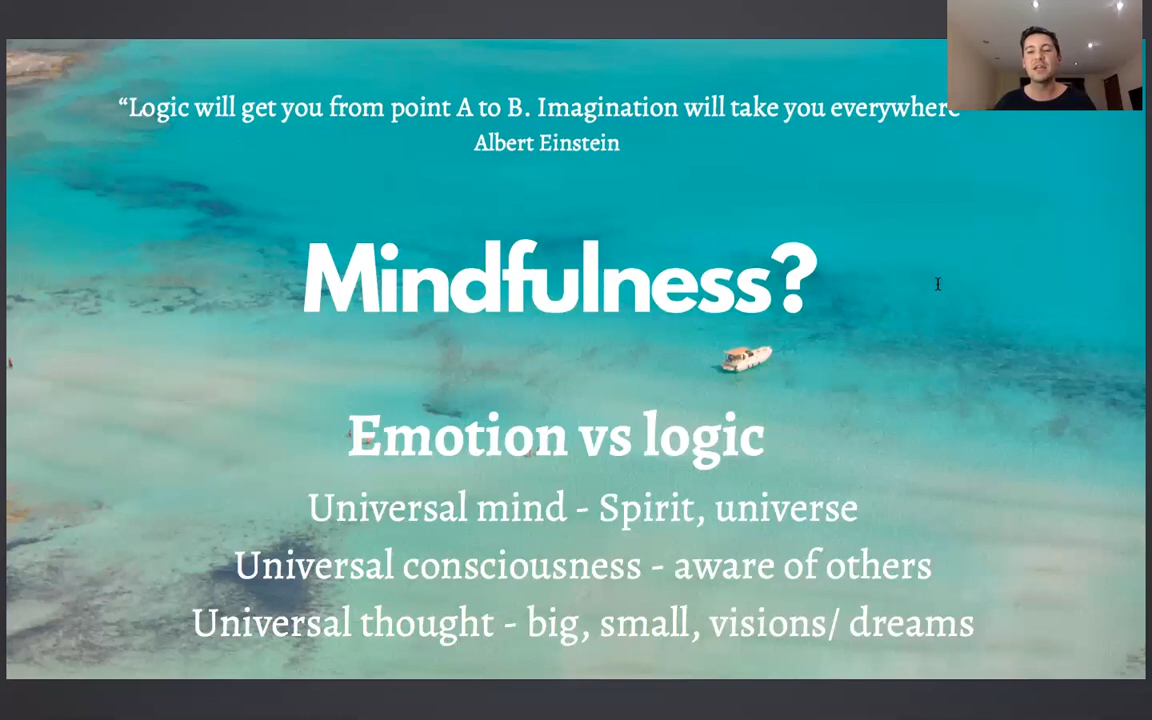 “Logic will get you from point A to B. Imagination will take you everywhere
Albert Einstein
Mindfulness?
Emotion vs logic
Universal mind - Spirit, universe
Universal consciousness - aware of others
Universal thought - big, small, visions/ dreams